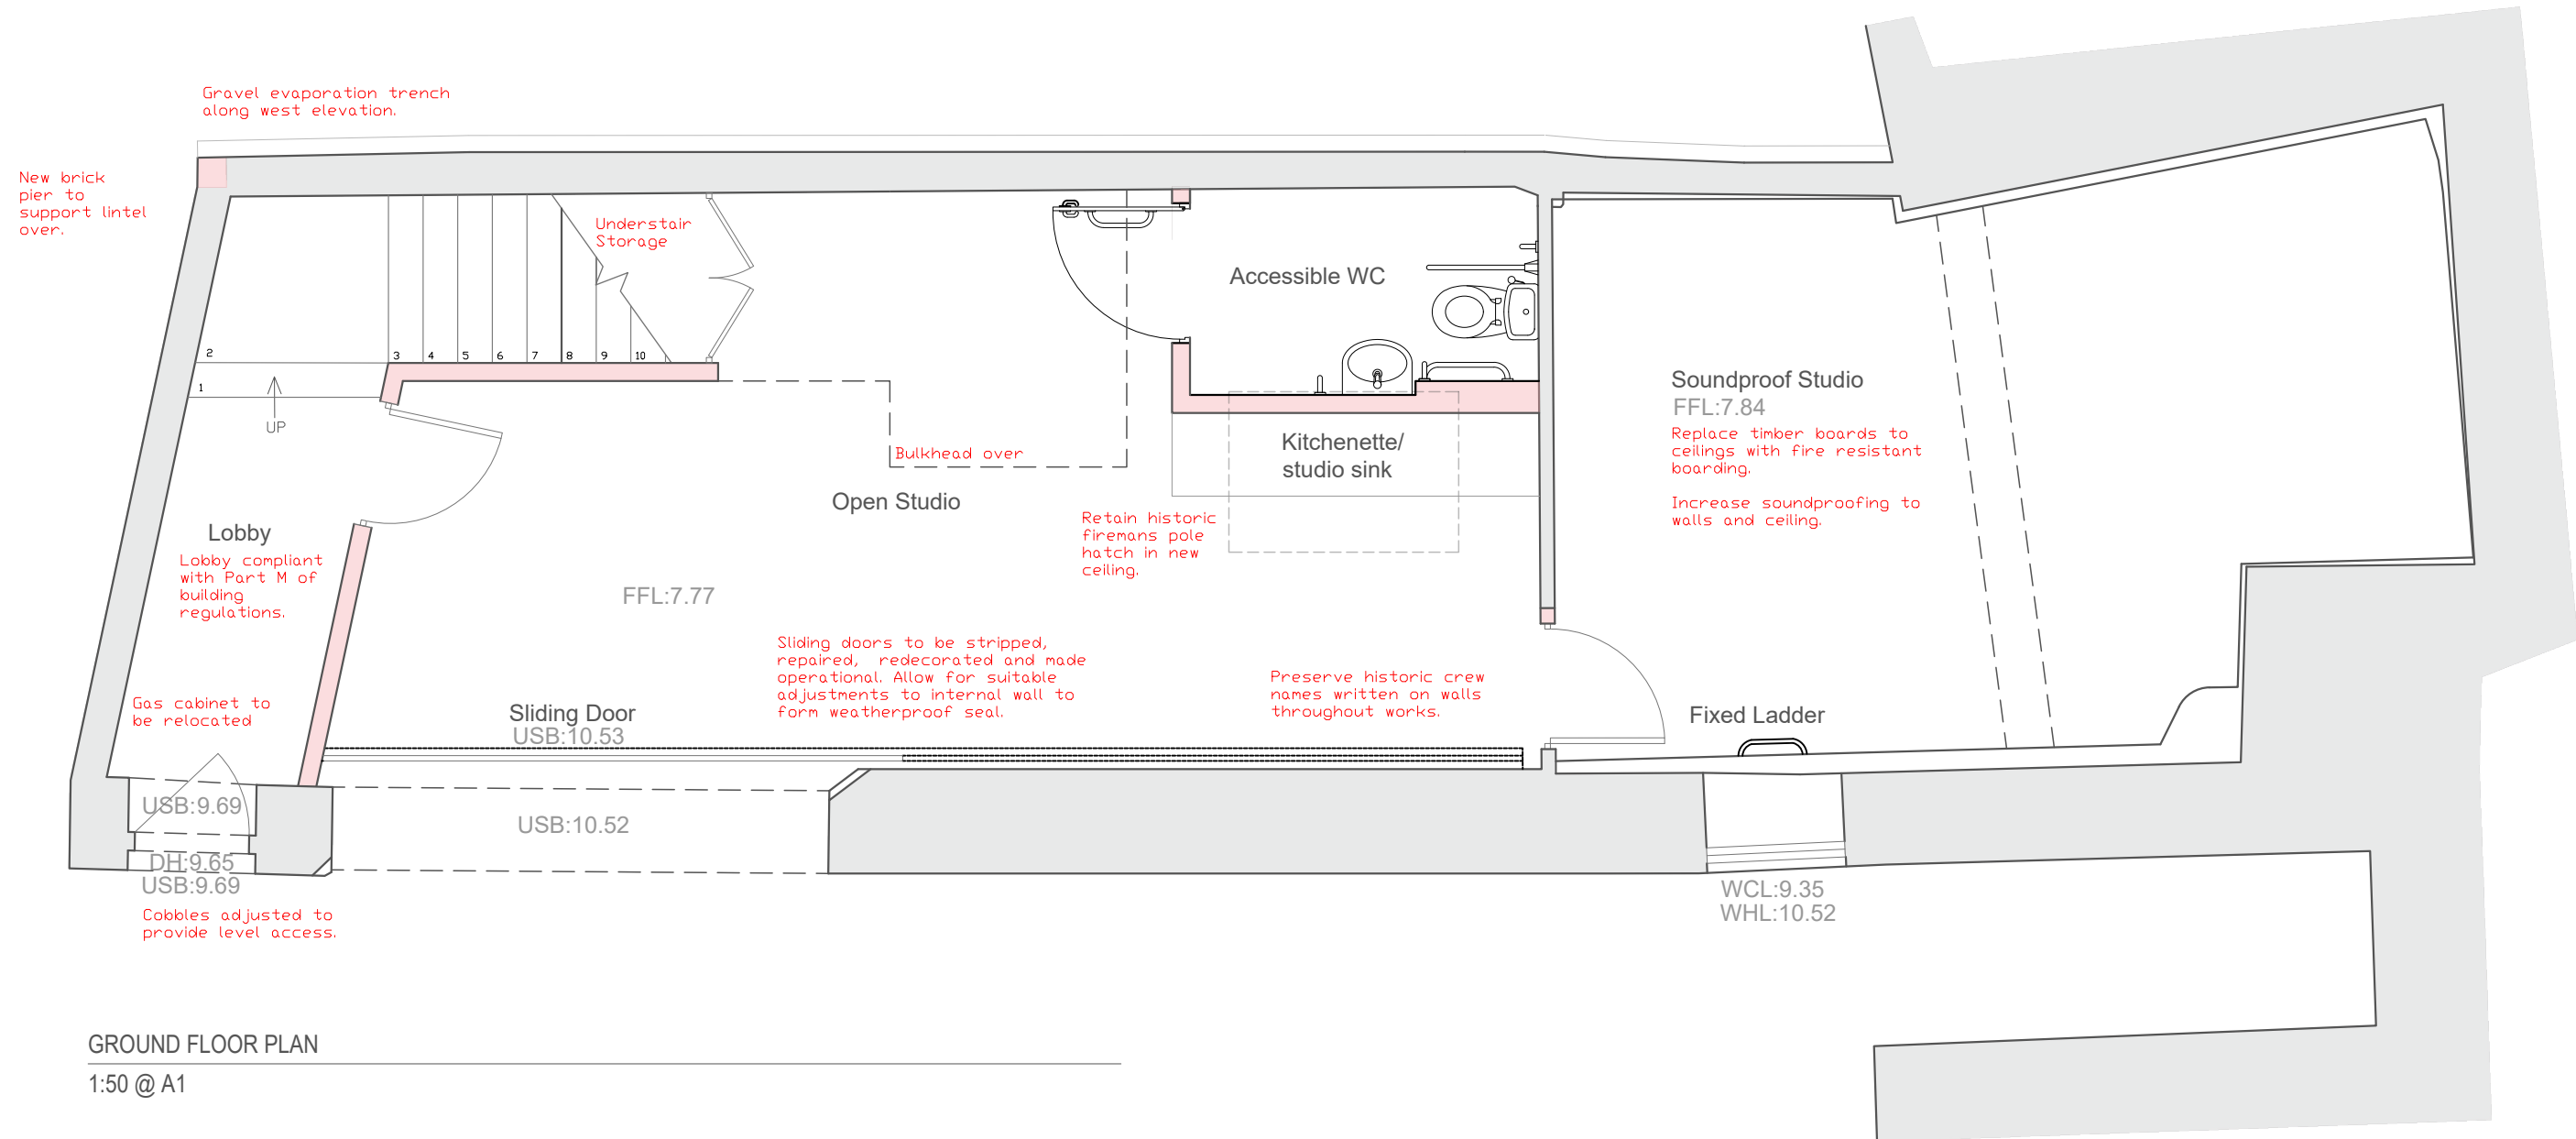 Gravel evaporation trench
along west elevation.
New brick
pier to
support lintel
over.
Understair
Storage
Accessible WC
2
3
4
5
6
7
8
9
10
1
UP
Soundproof Studio
FFL:7.84
Replace timber boards to
ceilings with fire resistant
boarding.
Increase soundproofing to
walls and ceiling.
Bulkhead over
Kitchenette/
studio sink
Open Studio
Retain historic
firemans pole
hatch in new
ceiling.
Lobby
Lobby compliant
with Part M of
building
regulations.
FFL:7.77
Sliding doors to be stripped,
repaired, redecorated and made
operational. Allow for suitable
adjustments to internal wall to
form weatherproof seal.
Preserve historic crew
names written on walls
throughout works.
Gas cabinet to
be relocated
Sliding Door
USB:10.53
Fixed Ladder
USB:9.69
USB:10.52
DH:9.65
USB:9.69
WCL:9.35
WHL:10.52
Cobbles adjusted to
provide level access.
GROUND FLOOR PLAN
1:50 @ A1